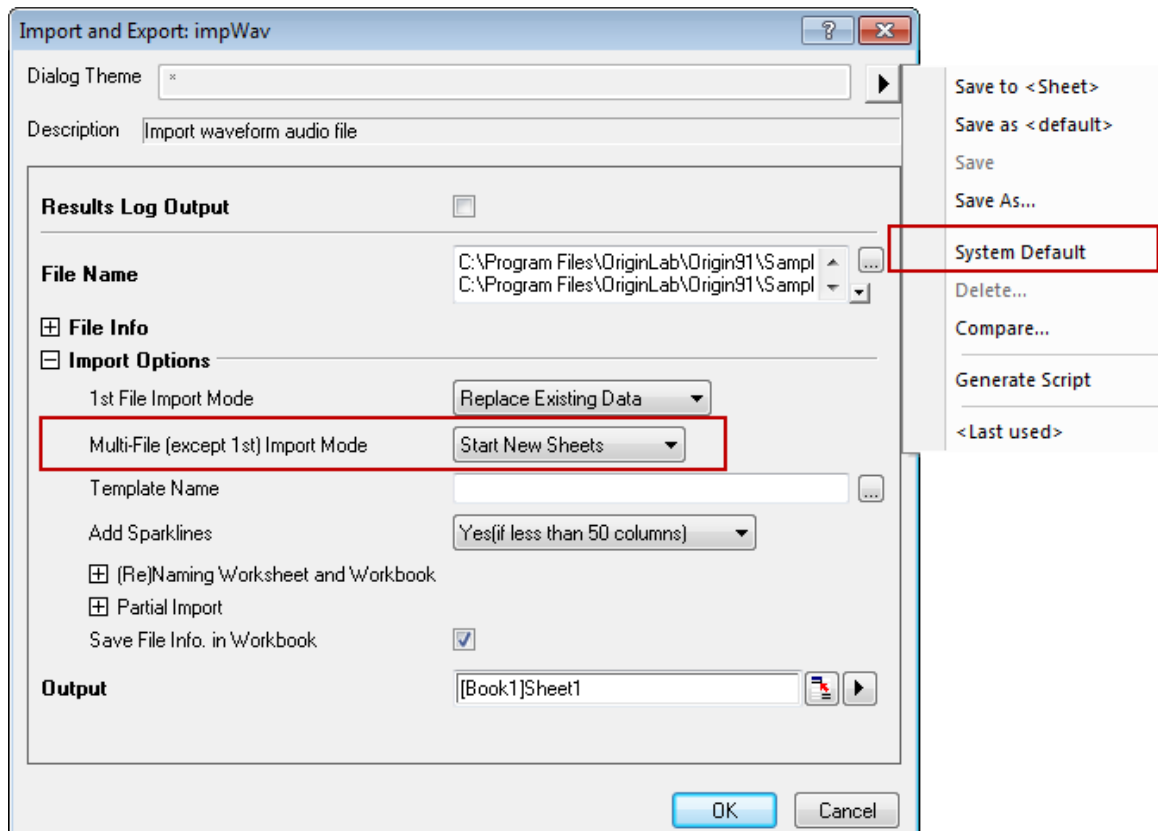 Import and Export: impWav
Dialog Theme
*
Description
Import waveform audio file
Results Log Output
File Name
C:\Program Files\OriginLab\Origin91\Sampl
C:\Program Files\OriginLab\Origin91\Sampl
...
File Info
Import Options
1st File Import Mode
Replace Existing Data
Multi-File (except 1st) Import Mode
Start New Sheets
Template Name
...
Add Sparklines
Yes(if less than 50 columns)
(Re)Naming Worksheet and Workbook
Partial Import
Save File Info. in Workbook
Output
[Book1]Sheet1
OK
Cancel
Save to <Sheet>
Save as <default>
Save
Save As...
System Default
Delete...
Compare...
Generate Script
<Last used>